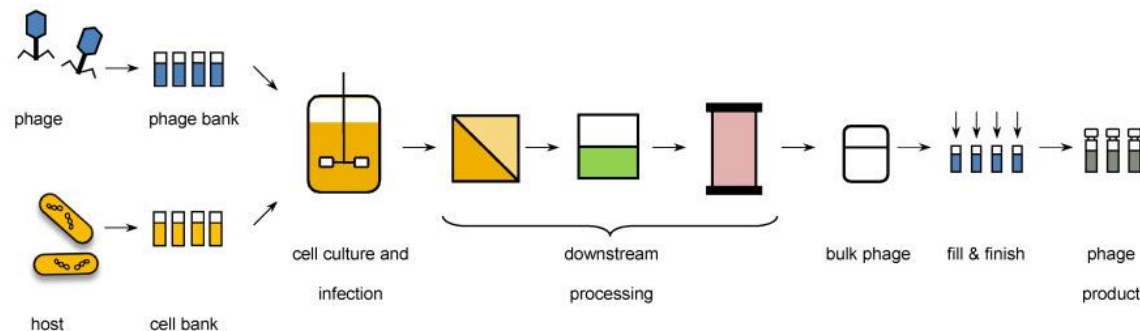 phage
phage bank
host
cell bank
cell culture and
infection
downstream
processing
bulk phage
fill & finish
phage
product